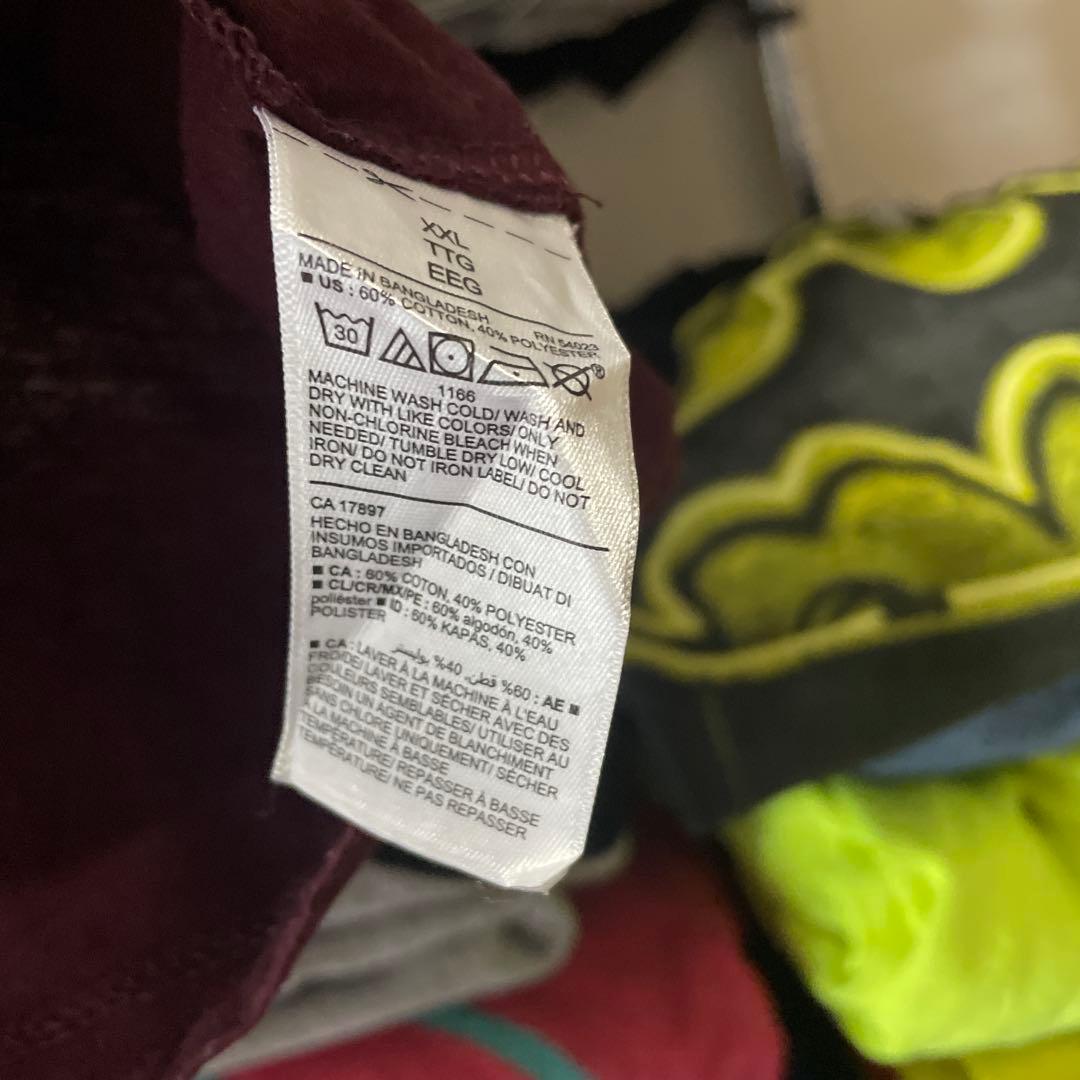 XXL
TTG
EEG
MADE IN BANGLADESH RN 54023
■ US : 60% COTTON, 40% POLYESTER
30 ®
1166
MACHINE WASH COLD/ WASH AND
DRY WITH LIKE COLORS/ ONLY
NON-CHLORINE BLEACH WHEN
NEEDED/ TUMBLE DRY LOW/ COOL
IRON/ DO NOT IRON LABEL/ DO NOT
DRY CLEAN
CA 17897
HECHO EN BANGLADESH CON
INSUMOS IMPORTADOS / DIBUAT DI
BANGLADESH
■ CA : 60% COTON, 40% POLYESTER
■ CL/CR/MX/PE : 60% algodón, 40%
poliéster ■ ID : 60% KAPAS, 40%
POLISTER
■ AE : 60% قطن، 40% بوليستر
■ CA : LAVER À LA MACHINE À L'EAU
FROIDE/ LAVER ET SÉCHER AVEC DES
COULEURS SEMBLABLES/ UTILISER AU
BESOIN UN AGENT DE BLANCHIMENT
SANS CHLORE UNIQUEMENT/ SÉCHER
À LA MACHINE À BASSE
TEMPÉRATURE/ REPASSER À BASSE
TEMPÉRATURE/ NE PAS REPASSER